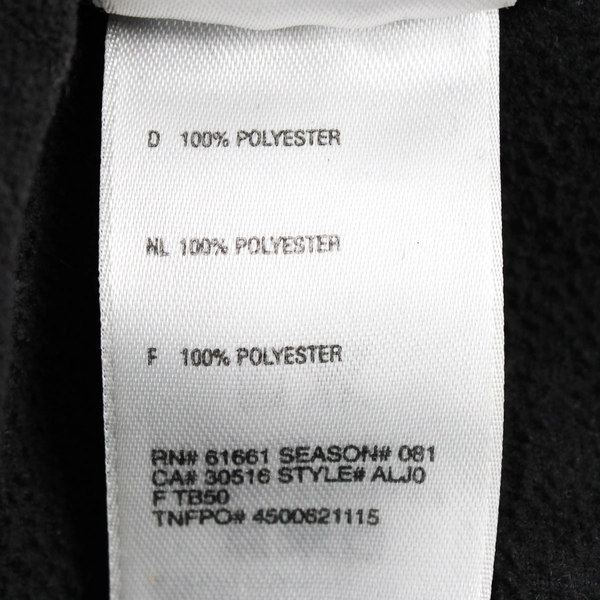 D 100% POLYESTER
NL 100% POLYESTER
F 100% POLYESTER
RN# 61661 SEASON# 081
CA# 30516 STYLE# ALJ0
F TB50
TNFPO# 4500621115